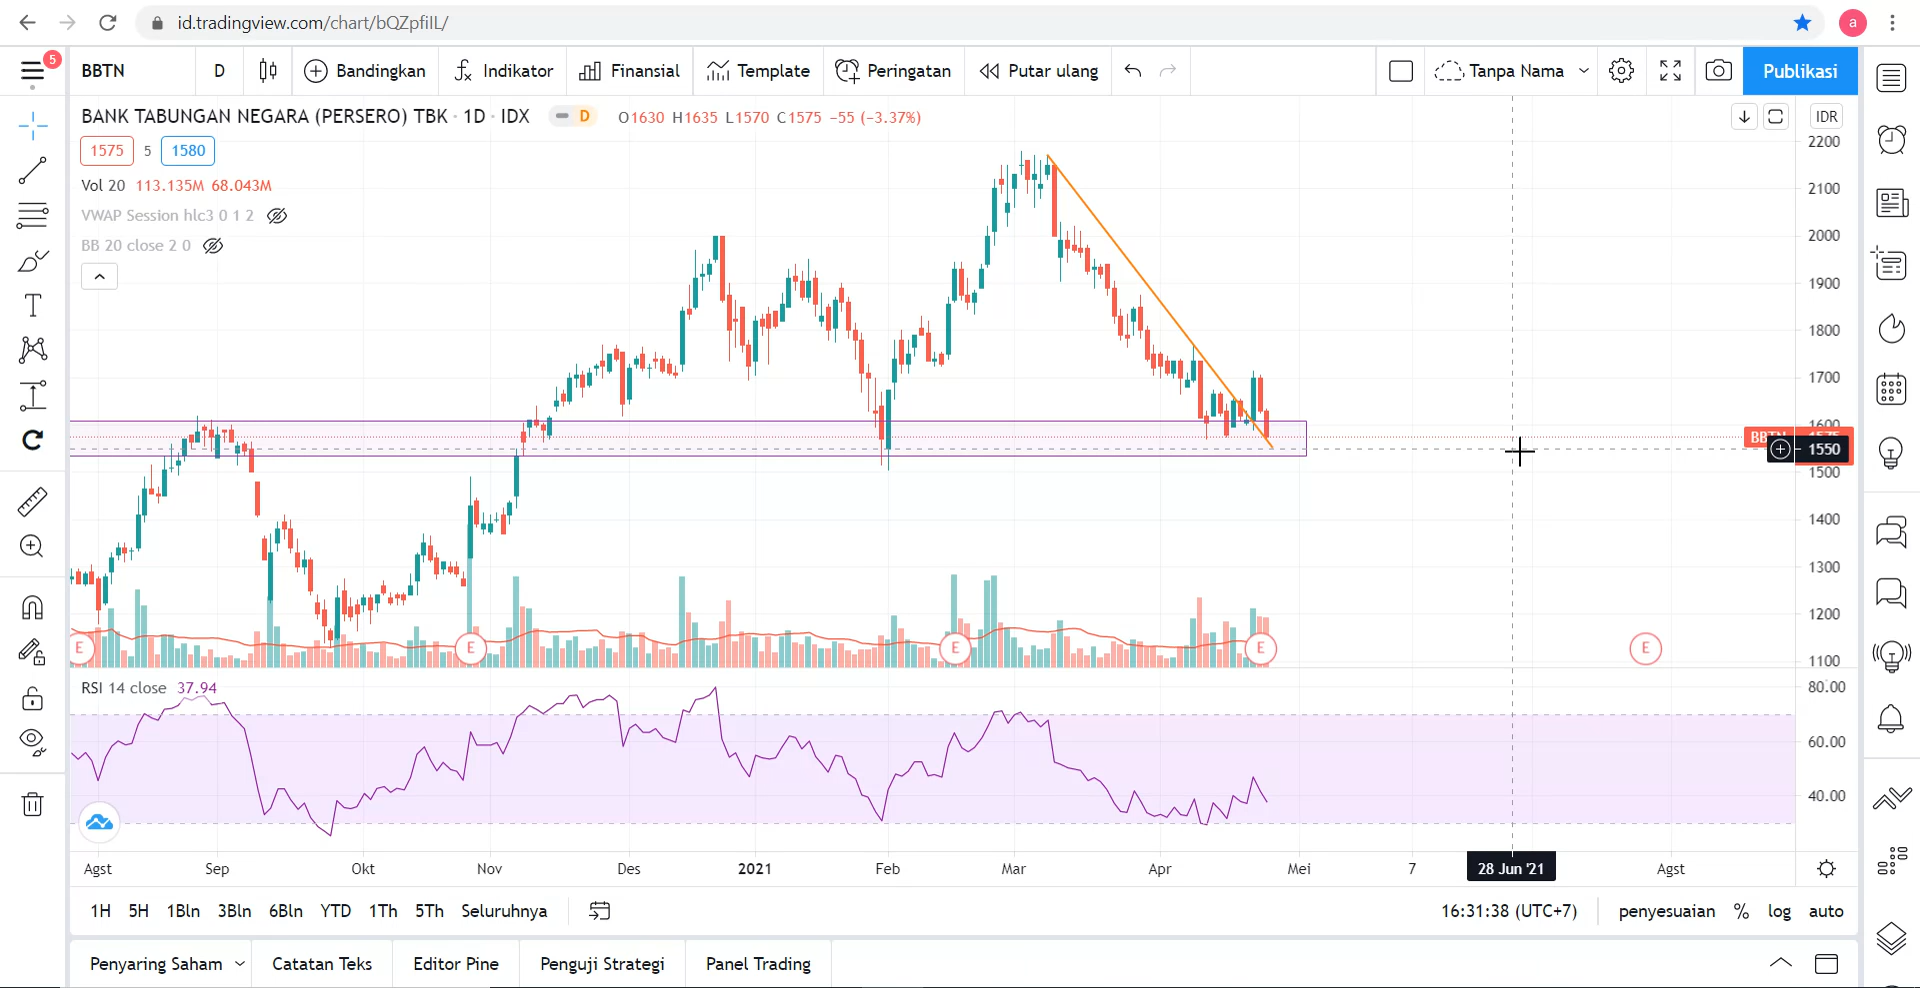 id.tradingview.com/chart/bQZpfiIL/
a
5
BBTN
D
Bandingkan
Indikator
Finansial
Template
Peringatan
Putar ulang
Tanpa Nama
Publikasi
BANK TABUNGAN NEGARA (PERSERO) TBK · 1D · IDX
D
O1630 H1635 L1570 C1575 −55 (−3.37%)
IDR
1575 5 1580
Vol 20 113.135M 68.043M
VWAP Session hlc3 0 1 2
BB 20 close 2 0
2200
2100
2000
1900
1800
1700
1600
1550
1500
1400
1300
1200
1100
E E E E E
RSI 14 close 37.94
80.00
60.00
40.00
Agst Sep Okt Nov Des 2021 Feb Mar Apr Mei 7 28 Jun '21 Agst
1H 5H 1Bln 3Bln 6Bln YTD 1Th 5Th Seluruhnya
16:31:38 (UTC+7) penyesuaian % log auto
Penyaring Saham Catatan Teks Editor Pine Penguji Strategi Panel Trading